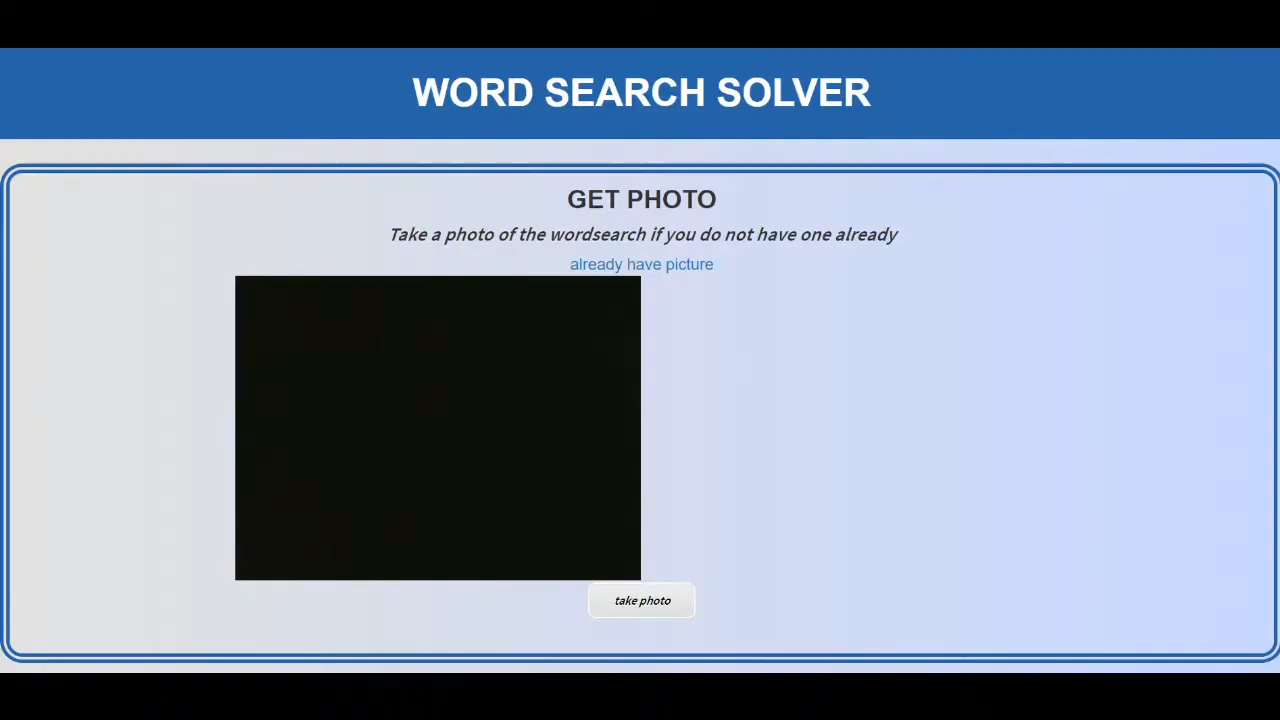 WORD SEARCH SOLVER
GET PHOTO
Take a photo of the wordsearch if you do not have one already
already have picture
take photo